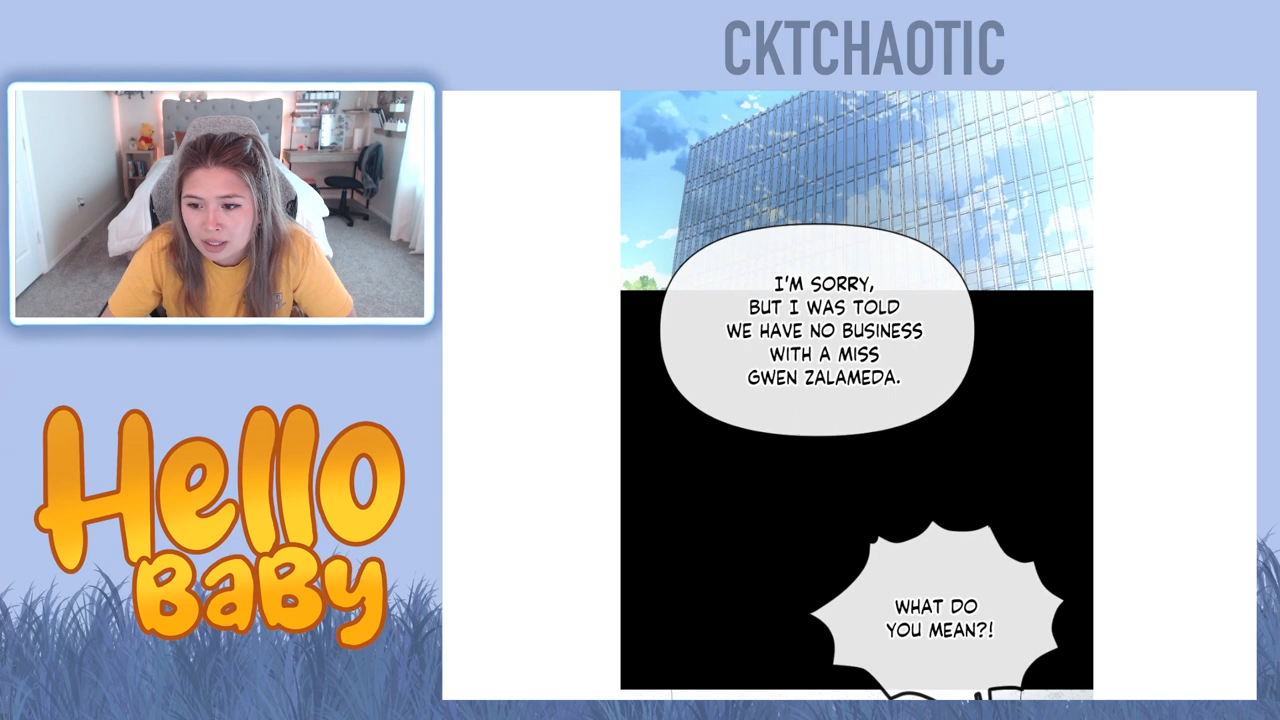 CKTCHAOTIC
I'M SORRY,
BUT I WAS TOLD
WE HAVE NO BUSINESS
WITH A MISS
GWEN ZALAMEDA.
WHAT DO
YOU MEAN?!
Hello
BaBy